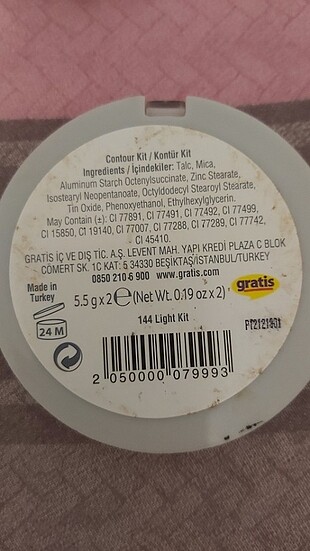 Contour Kit / Kontür Kit
Ingredients / İçindekiler: Talc, Mica,
Aluminum Starch Octenylsuccinate, Zinc Stearate,
Isostearyl Neopentanoate, Octyldodecyl Stearoyl Stearate,
Tin Oxide, Phenoxyethanol, Ethylhexylglycerin.
May Contain (±): CI 77891, CI 77491, CI 77492, CI 77499,
CI 15850, CI 19140, CI 77007, CI 77288, CI 77289, CI 77742,
CI 45410.
GRATİS İÇ VE DIŞ TİC. A.Ş. LEVENT MAH. YAPI KREDİ PLAZA C BLOK
CÖMERT SK. 1C KAT: 6 34330 BEŞİKTAŞ/İSTANBUL/TURKEY
0850 210 6 900 www.gratis.com
Made in
Turkey
5.5 g x 2 e (Net Wt. 0.19 oz x 2)
gratis
24 M
144 Light Kit
2 050000 079993